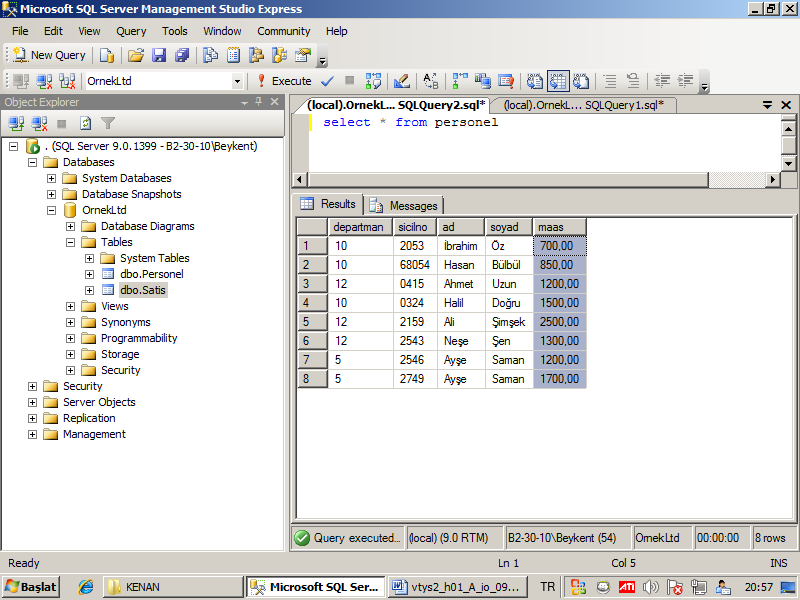 Microsoft SQL Server Management Studio Express
File Edit View Query Tools Window Community Help
New Query
OrnekLtd Execute
Object Explorer
(local).OrnekL... SQLQuery2.sql* (local).OrnekL... SQLQuery1.sql*
select * from personel
. (SQL Server 9.0.1399 - B2-30-10\Beykent)
Databases
System Databases
Database Snapshots
OrnekLtd
Database Diagrams
Tables
System Tables
dbo.Personel
dbo.Satis
Views
Synonyms
Programmability
Storage
Security
Security
Server Objects
Replication
Management
Results Messages
departman sicilno ad soyad maas
1 10 2053 İbrahim Öz 700,00
2 10 68054 Hasan Bülbül 850,00
3 12 0415 Ahmet Uzun 1200,00
4 10 0324 Halil Doğru 1500,00
5 12 2159 Ali Şimşek 2500,00
6 12 2543 Neşe Şen 1300,00
7 5 2546 Ayşe Saman 1200,00
8 5 2749 Ayşe Saman 1700,00
Query executed... (local) (9.0 RTM) B2-30-10\Beykent (54) OrnekLtd 00:00:00 8 rows
Ready Ln 1 Col 5 INS
Başlat KENAN Microsoft SQL Ser... vtys2_h01_A_io_09... TR ATI 20:57